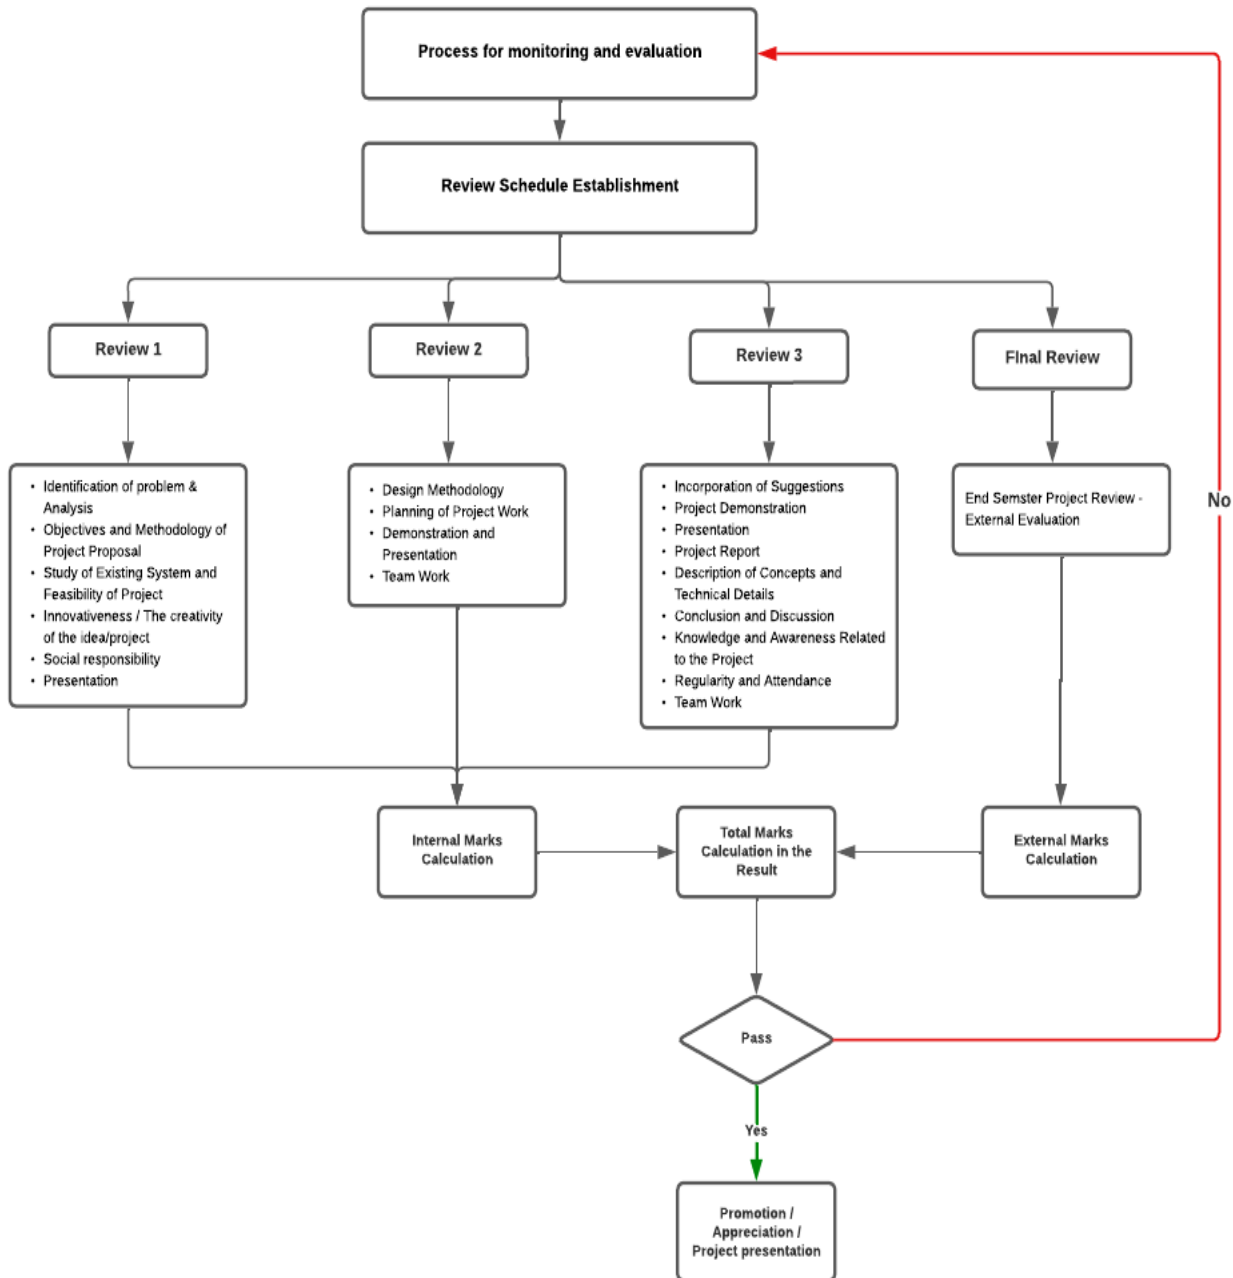 Process for monitoring and evaluation
Review Schedule Establishment
Review 1
Review 2
Review 3
FInal Review
• Identification of problem &
Analysis
• Objectives and Methodology of
Project Proposal
• Study of Existing System and
Feasibility of Project
• Innovativeness / The creativity
of the idea/project
• Social responsibility
• Presentation
• Design Methodology
• Planning of Project Work
• Demonstration and
Presentation
• Team Work
• Incorporation of Suggestions
• Project Demonstration
• Presentation
• Project Report
• Description of Concepts and
Technical Details
• Conclusion and Discussion
• Knowledge and Awareness Related
to the Project
• Regularity and Attendance
• Team Work
End Semster Project Review -
External Evaluation
No
Internal Marks
Calculation
Total Marks
Calculation in the
Result
External Marks
Calculation
Pass
Yes
Promotion /
Appreciation /
Project presentation